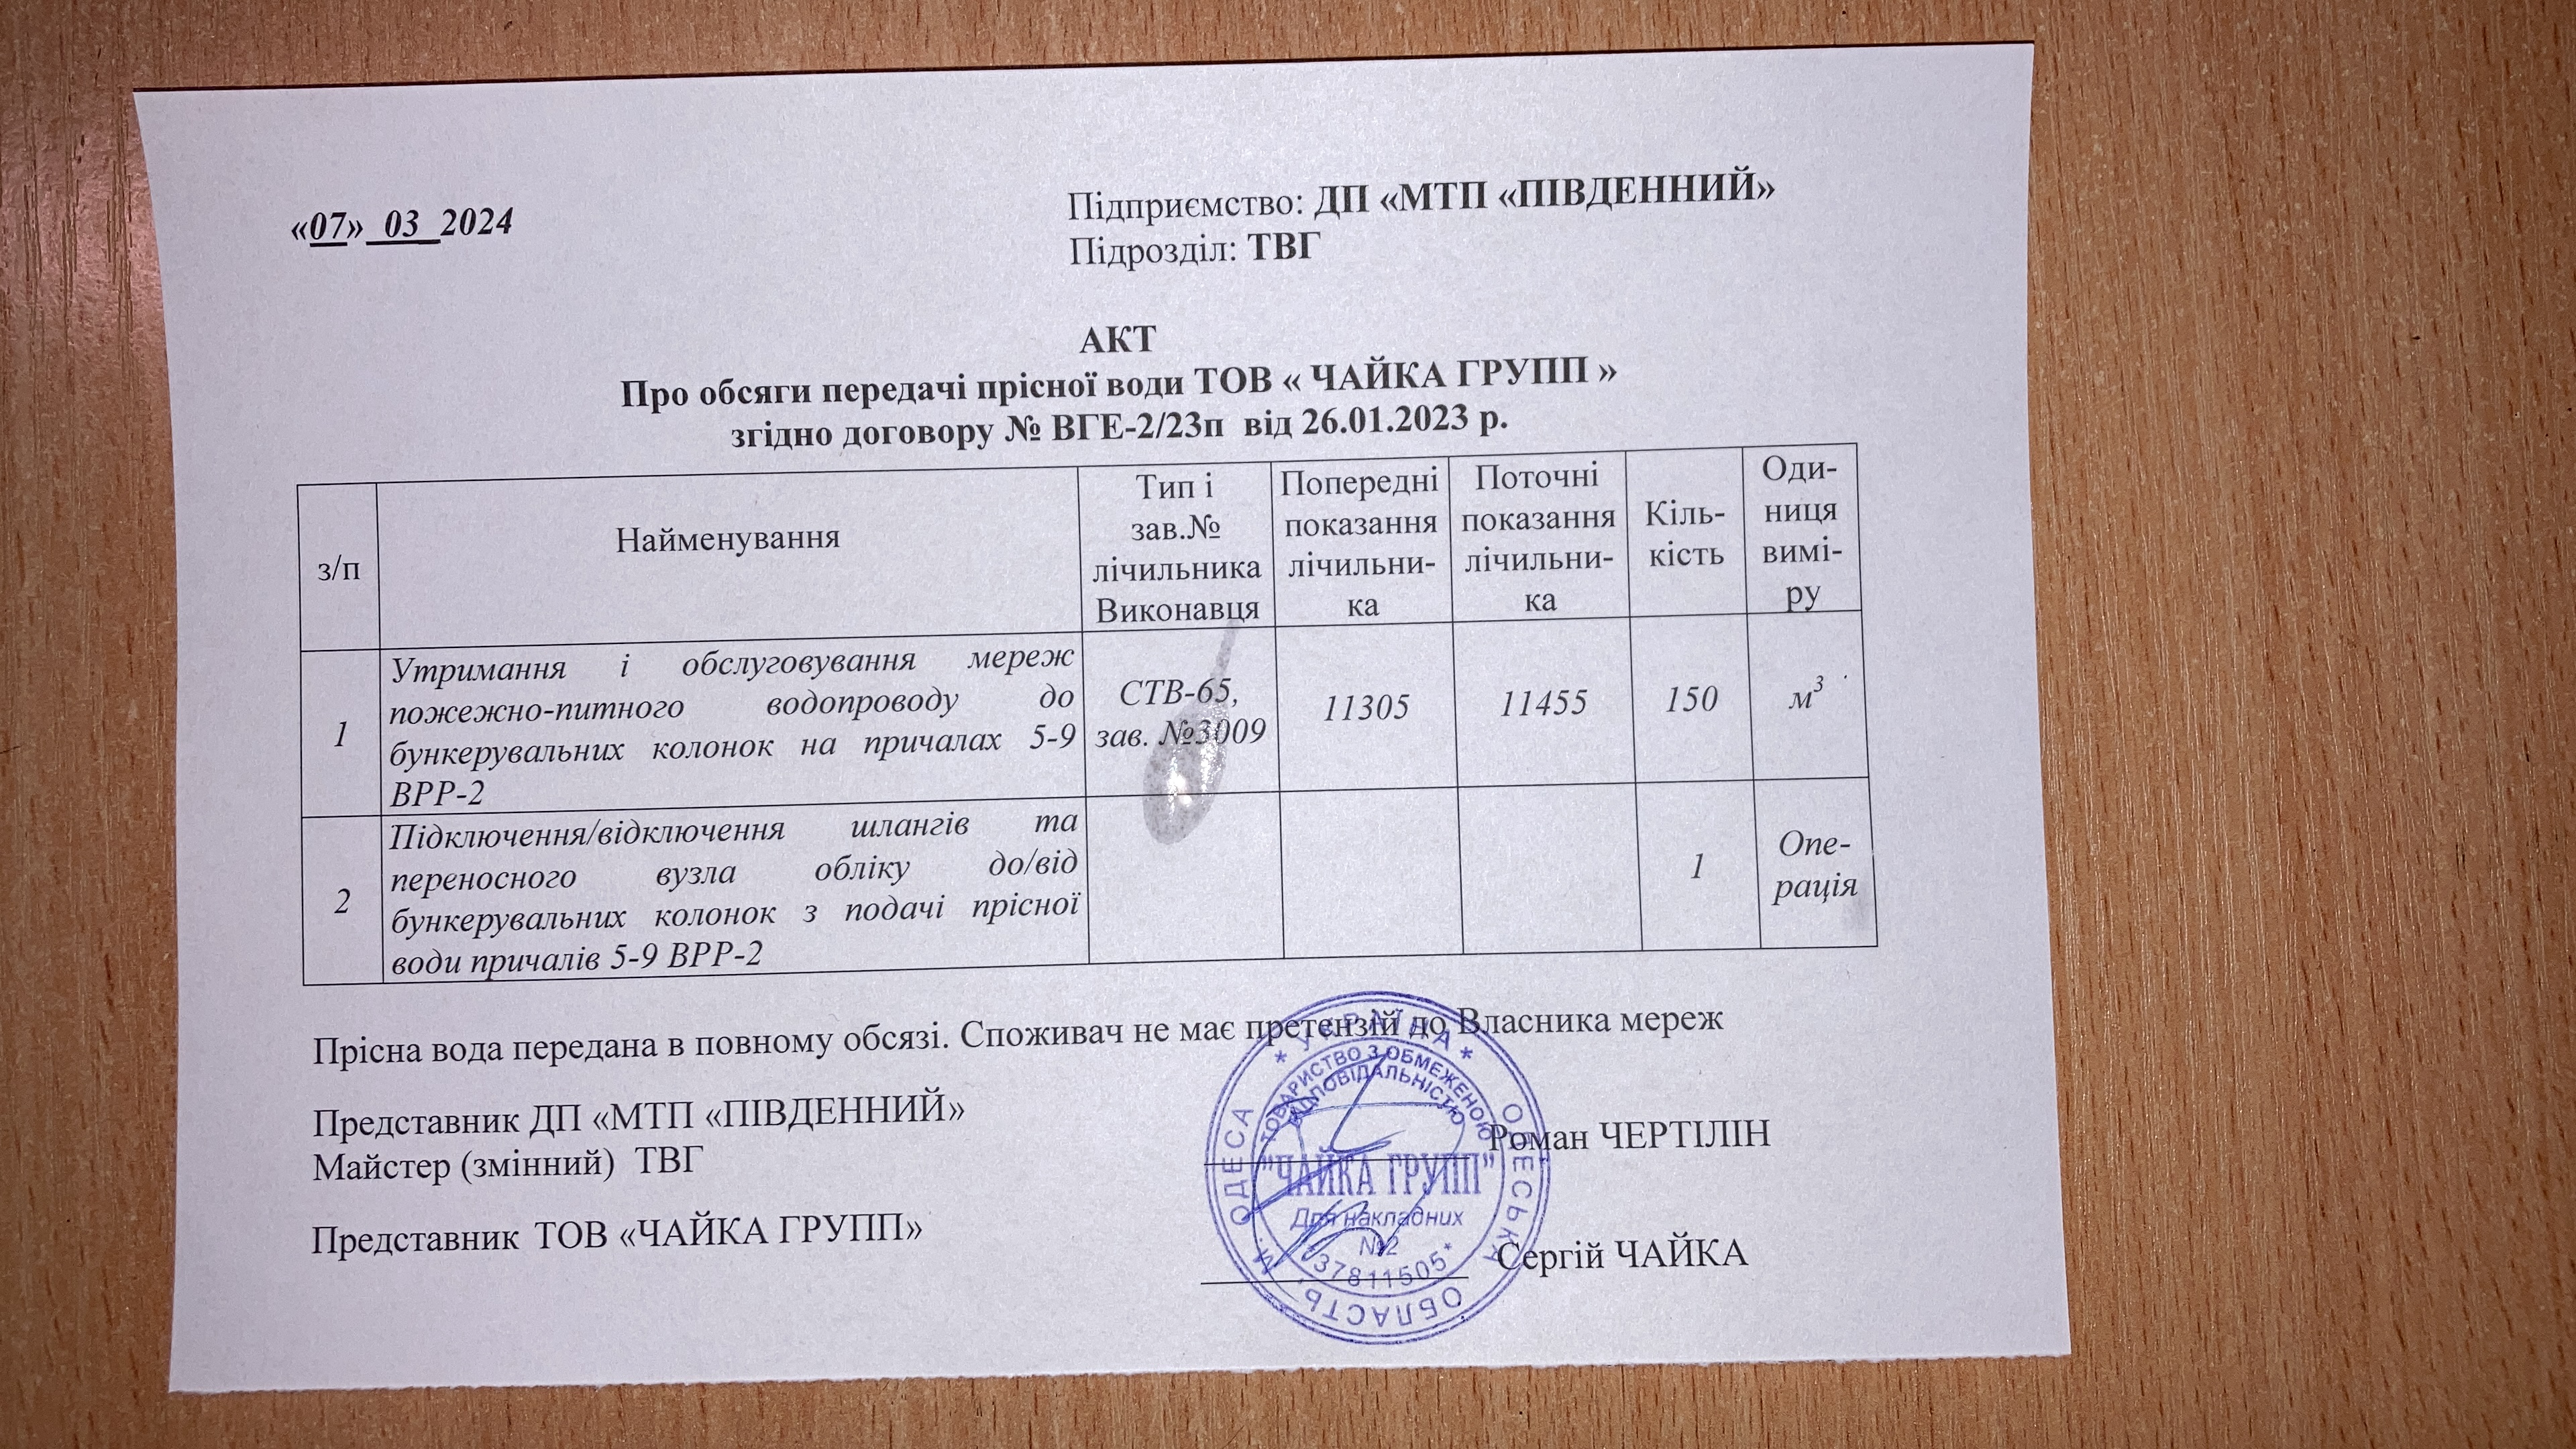 Підприємство: ДП «МТП «ПІВДЕННИЙ»
Підрозділ: ТВГ
«07» 03 2024
АКТ
Про обсяги передачі прісної води ТОВ « ЧАЙКА ГРУПП »
згідно договору № ВГЕ-2/23п від 26.01.2023 р.
з/п
Найменування
Тип і
зав.№
лічильника
Виконавця
Попередні
показання
лічильни-
ка
Поточні
показання
лічильни-
ка
Кіль-
кість
Оди-
ниця
вимі-
ру
1
Утримання і обслуговування мереж
пожежно-питного водопроводу до
бункерувальних колонок на причалах 5-9
ВРР-2
СТВ-65,
зав. №3009
11305
11455
150
м³
2
Підключення/відключення шлангів та
переносного вузла обліку до/від
бункерувальних колонок з подачі прісної
води причалів 5-9 ВРР-2
1
Опе-
рація
Прісна вода передана в повному обсязі. Споживач не має претензій до Власника мереж
Представник ДП «МТП «ПІВДЕННИЙ»
Майстер (змінний) ТВГ
Роман ЧЕРТІЛІН
Представник ТОВ «ЧАЙКА ГРУПП»
Сергій ЧАЙКА
М. ОДЕСА
ОБЛАСТЬ
ТОВАРИСТВО З ОБМЕЖЕНОЮ
ВІДПОВІДАЛЬНІСТЮ
"ЧАЙКА ГРУПП"
Для накладних
№2
37811505*